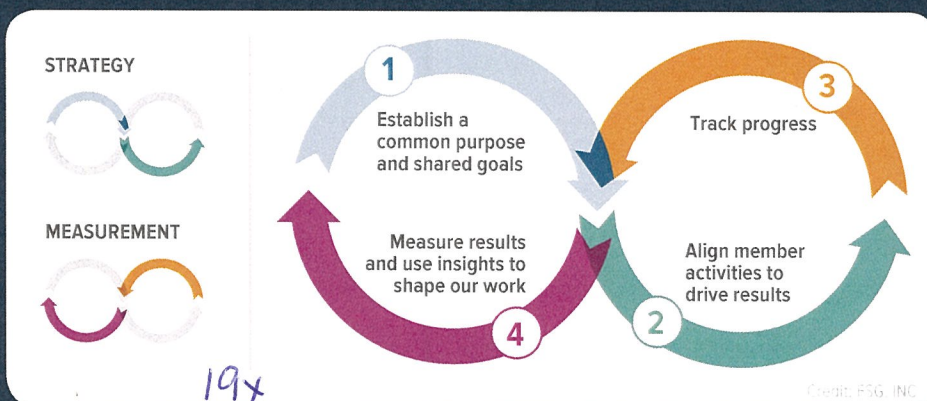 STRATEGY
MEASUREMENT
1
Establish a
common purpose
and shared goals
3
Track progress
Measure results
and use insights to
shape our work
4
Align member
activities to
drive results
2
19x
Credit: FSG, INC